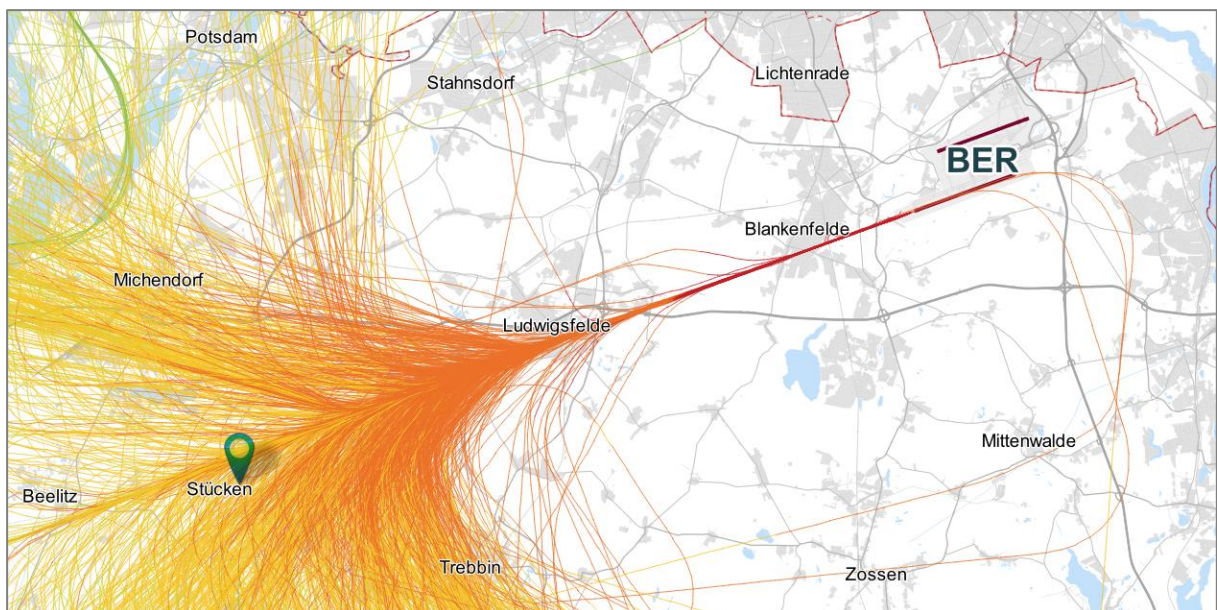 Potsdam
Stahnsdorf
Lichtenrade
BER
Blankenfelde
Michendorf
Ludwigsfelde
Mittenwalde
Stücken
Beelitz
Trebbin
Zossen